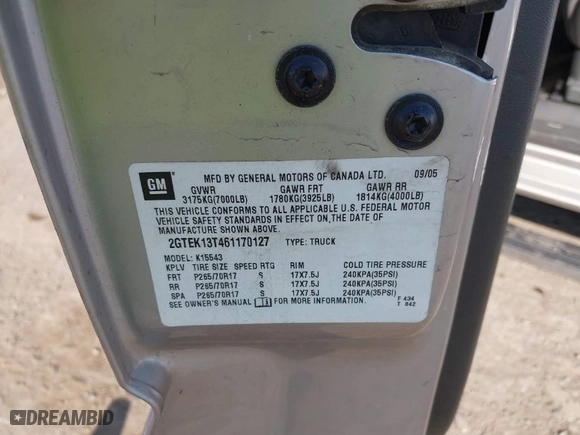 GM
MFD BY GENERAL MOTORS OF CANADA LTD. 09/05
GVWR GAWR FRT GAWR RR
3175KG(7000LB) 1780KG(3925LB) 1814KG(4000LB)
THIS VEHICLE CONFORMS TO ALL APPLICABLE U.S. FEDERAL MOTOR
VEHICLE SAFETY STANDARDS IN EFFECT ON THE DATE OF
MANUFACTURE SHOWN ABOVE.
2GTEK13T461170127 TYPE: TRUCK
MODEL: K15543
KPLV TIRE SIZE SPEED RTG RIM COLD TIRE PRESSURE
FRT P265/70R17 S 17X7.5J 240KPA(35PSI)
RR P265/70R17 S 17X7.5J 240KPA(35PSI)
SPA P265/70R17 S 17X7.5J 240KPA(35PSI)
SEE OWNER'S MANUAL FOR MORE INFORMATION.
F 434
T 842
DREAMBID